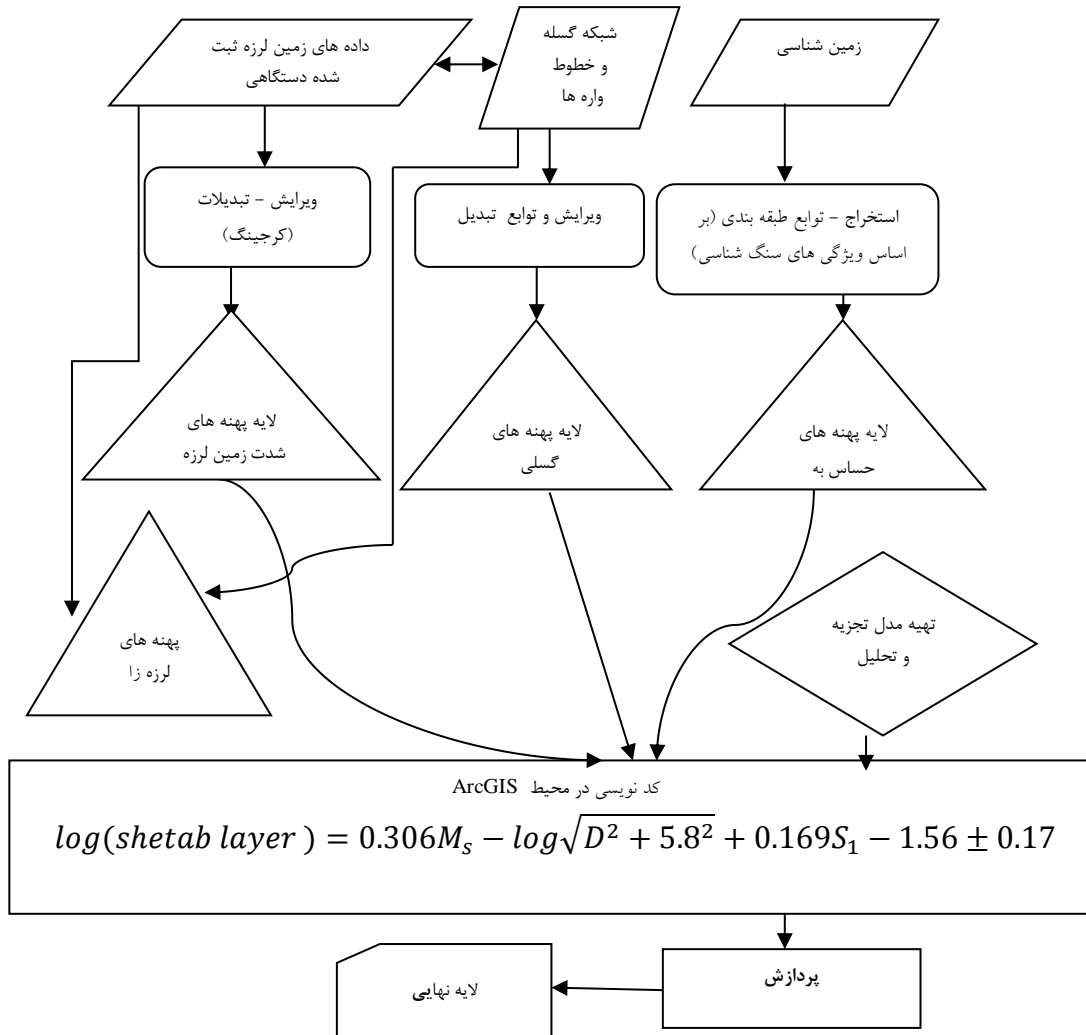 زمین شناسی
شبکه گسله
و خطوط
واره ها
داده های زمین لرزه ثبت
شده دستگاهی
استخراج – توابع طبقه بندی (بر
اساس ویژگی های سنگ شناسی)
ویرایش و توابع تبدیل
ویرایش – تبدیلات
(کرجینگ)
لایه پهنه های
حساس به
لایه پهنه های
گسلی
لایه پهنه های
شدت زمین لرزه
تهیه مدل تجزیه
و تحلیل
پهنه های
لرزه زا
کد نویسی در محیط ArcGIS
log(shetab layer ) = 0.306M_s − log√(D² + 5.8²) + 0.169S_1 − 1.56 ± 0.17
پردازش
لایه نهایی